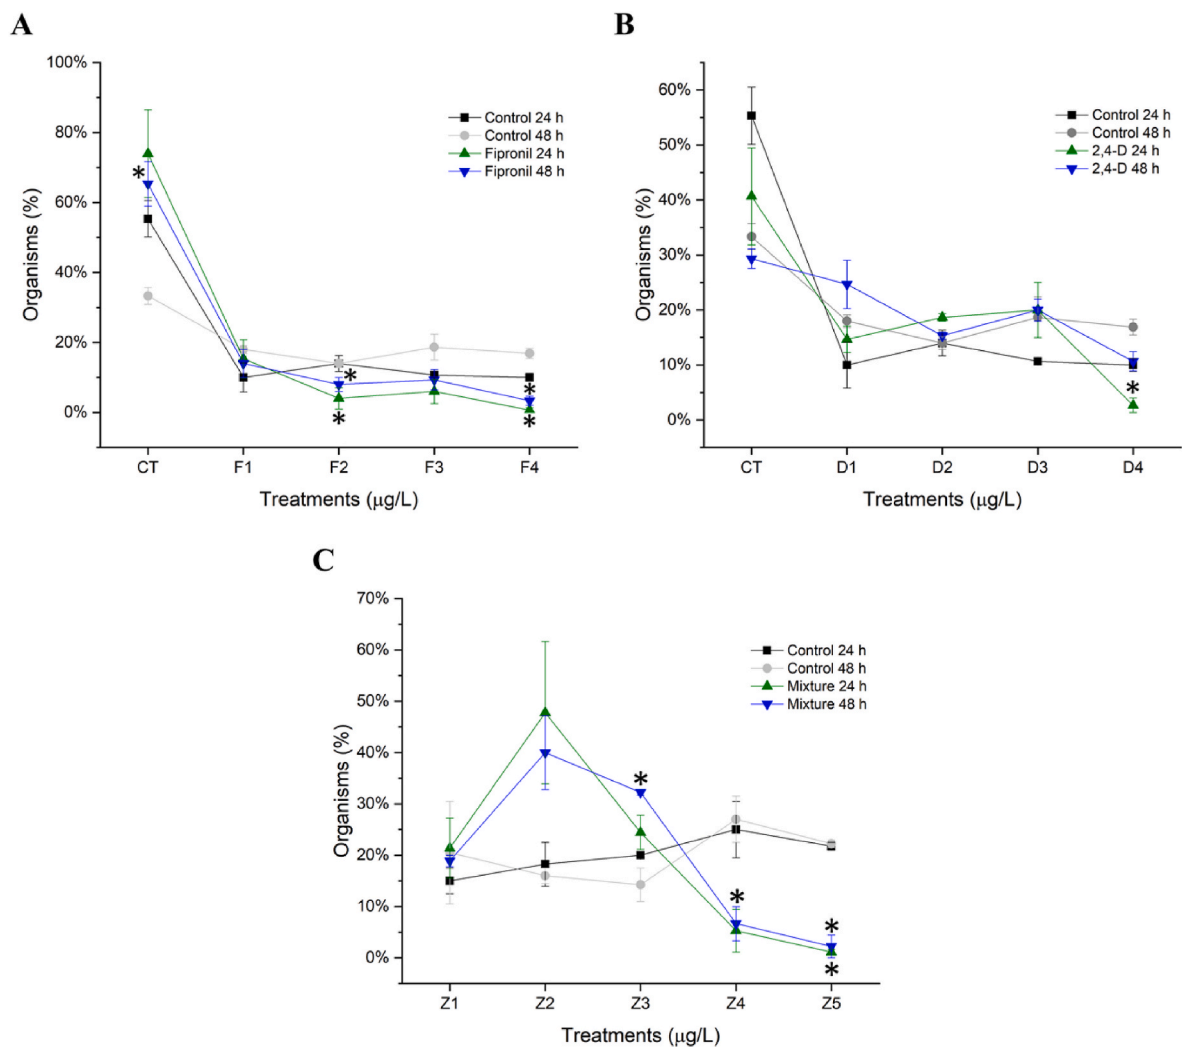 A
100%
80%
60%
40%
20%
0%
Organisms (%)
Control 24 h
Control 48 h
Fipronil 24 h
Fipronil 48 h
*
*
*
*
*
CT F1 F2 F3 F4
Treatments (µg/L)
B
60%
50%
40%
30%
20%
10%
0%
Organisms (%)
Control 24 h
Control 48 h
2,4-D 24 h
2,4-D 48 h
*
CT D1 D2 D3 D4
Treatments (µg/L)
C
70%
60%
50%
40%
30%
20%
10%
0%
Organisms (%)
Control 24 h
Control 48 h
Mixture 24 h
Mixture 48 h
*
*
*
*
Z1 Z2 Z3 Z4 Z5
Treatments (µg/L)